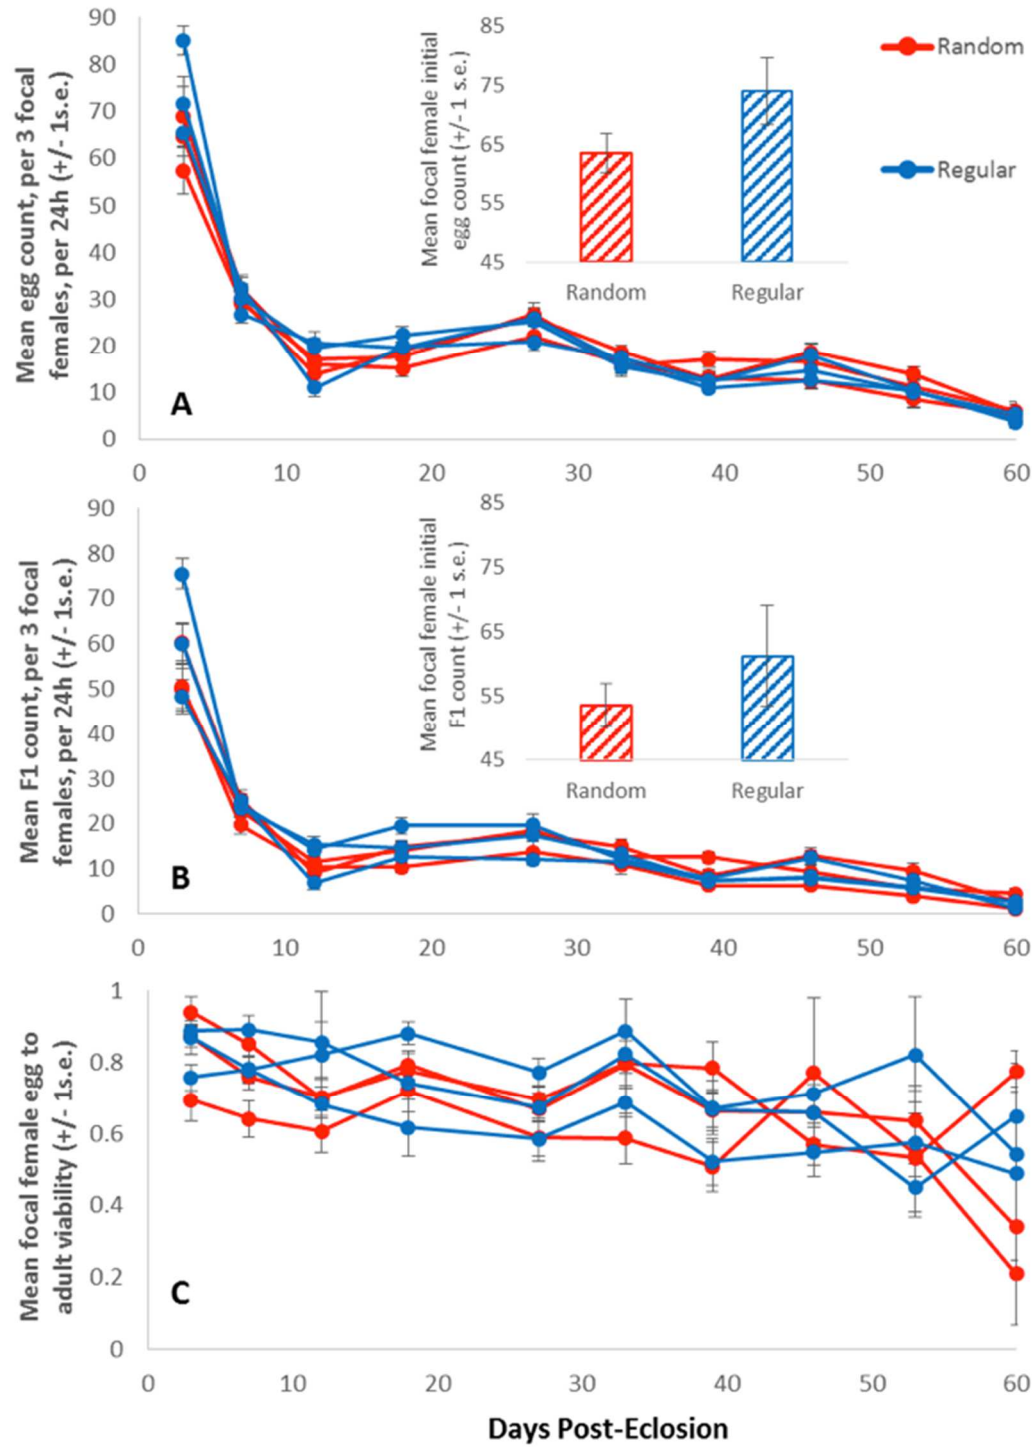 Mean egg count, per 3 focal
females, per 24h (+/- 1s.e.)
90
80
70
60
50
40
30
20
10
0
A
0 10 20 30 40 50 60
Mean focal female initial
egg count (+/- 1 s.e.)
85
75
65
55
45
Random Regular
Random
Regular
Mean F1 count, per 3 focal
females, per 24h (+/- 1s.e.)
90
80
70
60
50
40
30
20
10
0
B
0 10 20 30 40 50 60
Mean focal female initial
F1 count (+/- 1 s.e.)
85
75
65
55
45
Random Regular
Mean focal female egg to
adult viability (+/- 1s.e.)
1
0.8
0.6
0.4
0.2
0
C
0 10 20 30 40 50 60
Days Post-Eclosion